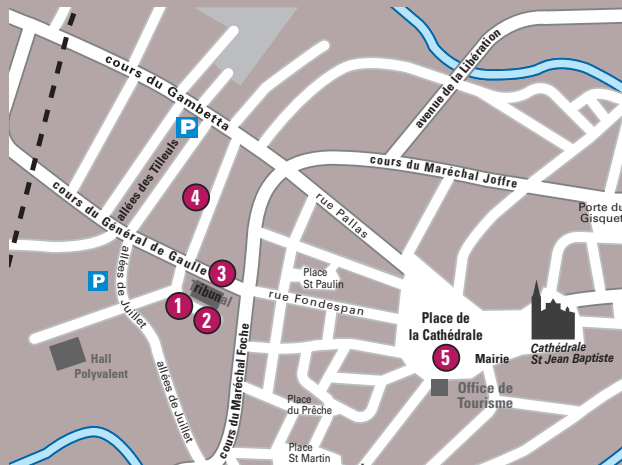 cours du Gambetta
avenue de la Libération
P
allées des Tilleuls
cours du Maréchal Joffre
4
cours du Général de Gaulle
rue Pallas
Porte du
Gisquet
allées de Juillet
P
3
Tribunal
Place
St Paulin
1
2
rue Fondespan
Place de
la Cathédrale
5
Mairie
Cathédrale
St Jean Baptiste
Hall
Polyvalent
cours du Maréchal Foche
allées de Juillet
Office de
Tourisme
Place
du Prêche
Place
St Martin